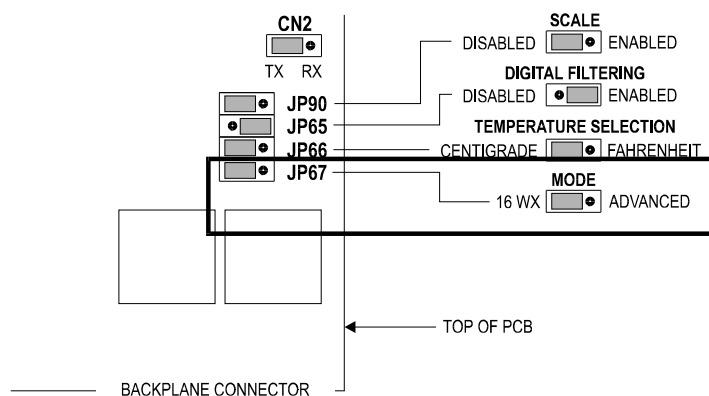 CN2
TX RX
JP90
JP65
JP66
JP67
SCALE
DISABLED ENABLED
DIGITAL FILTERING
DISABLED ENABLED
TEMPERATURE SELECTION
CENTIGRADE FAHRENHEIT
MODE
16 WX ADVANCED
TOP OF PCB
BACKPLANE CONNECTOR